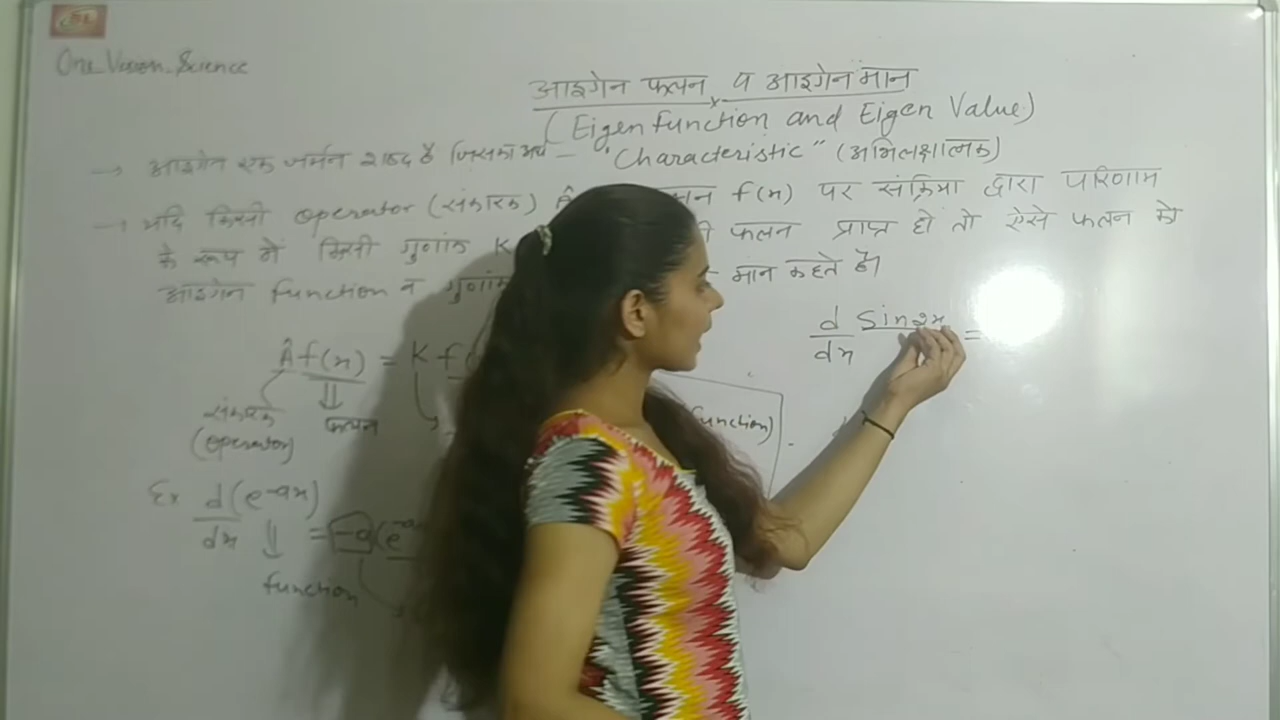 SL
One Vision Science
आइगेन फलन व आइगेन मान
(Eigen function and Eigen Value)
→ आइगेन एक जर्मन शब्द है जिसका अर्थ – "Characteristic" (अभिलक्षात्मक)
→ यदि किसी operator (संकारक) Â f(x) पर संक्रिया द्वारा परिणाम
के रूप में किसी गुणांक K फलन प्राप्त हो तो ऐसे फलन को
आइगेन function व गुणांक मान कहते है।
d/dx Sin2x =
Â f(x) = K f(
संकारक
(operator)
फलन
function)
Ex d/dx (e-ax) = -a (e-a
function